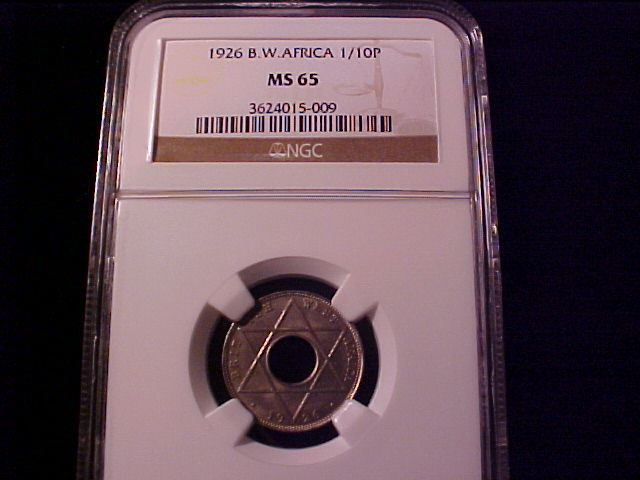 1926 B.W.AFRICA 1/10P
MS 65
3624015-009
NGC